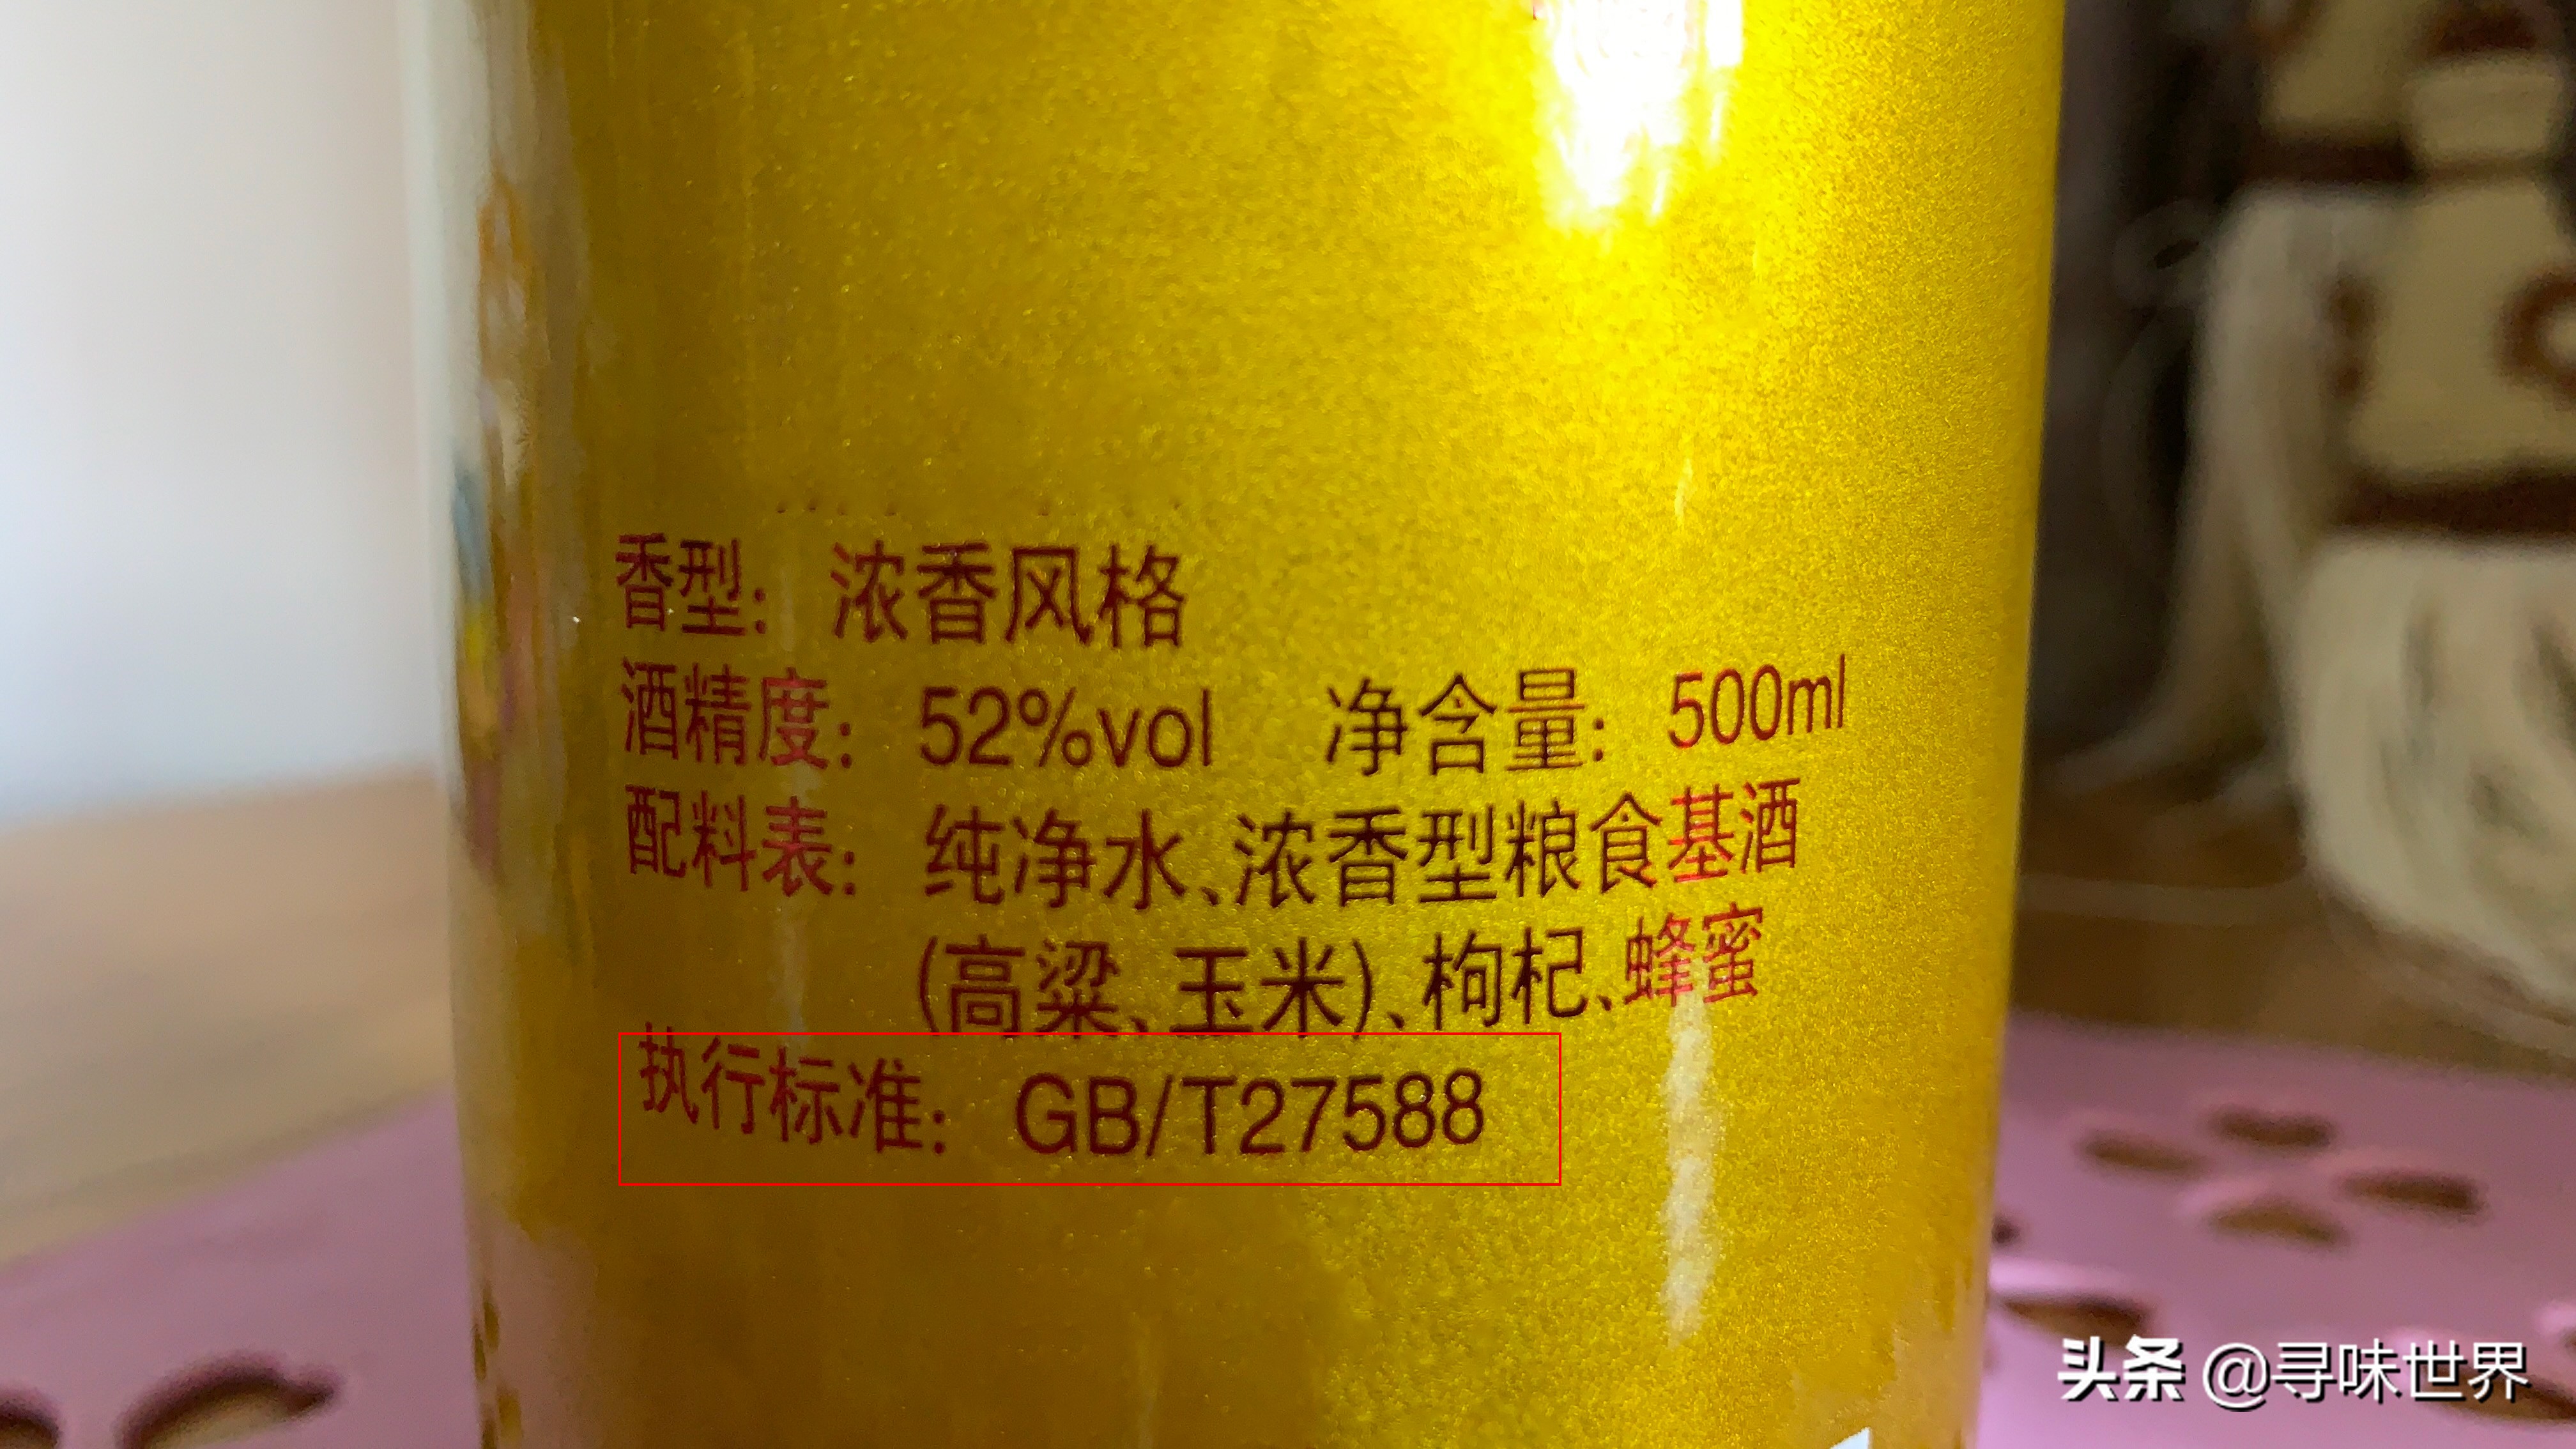 香型: 浓香风格
酒精度: 52%vol 净含量: 500ml
配料表: 纯净水、浓香型粮食基酒
(高粱、玉米)、枸杞、蜂蜜
执行标准: GB/T27588
头条 @寻味世界